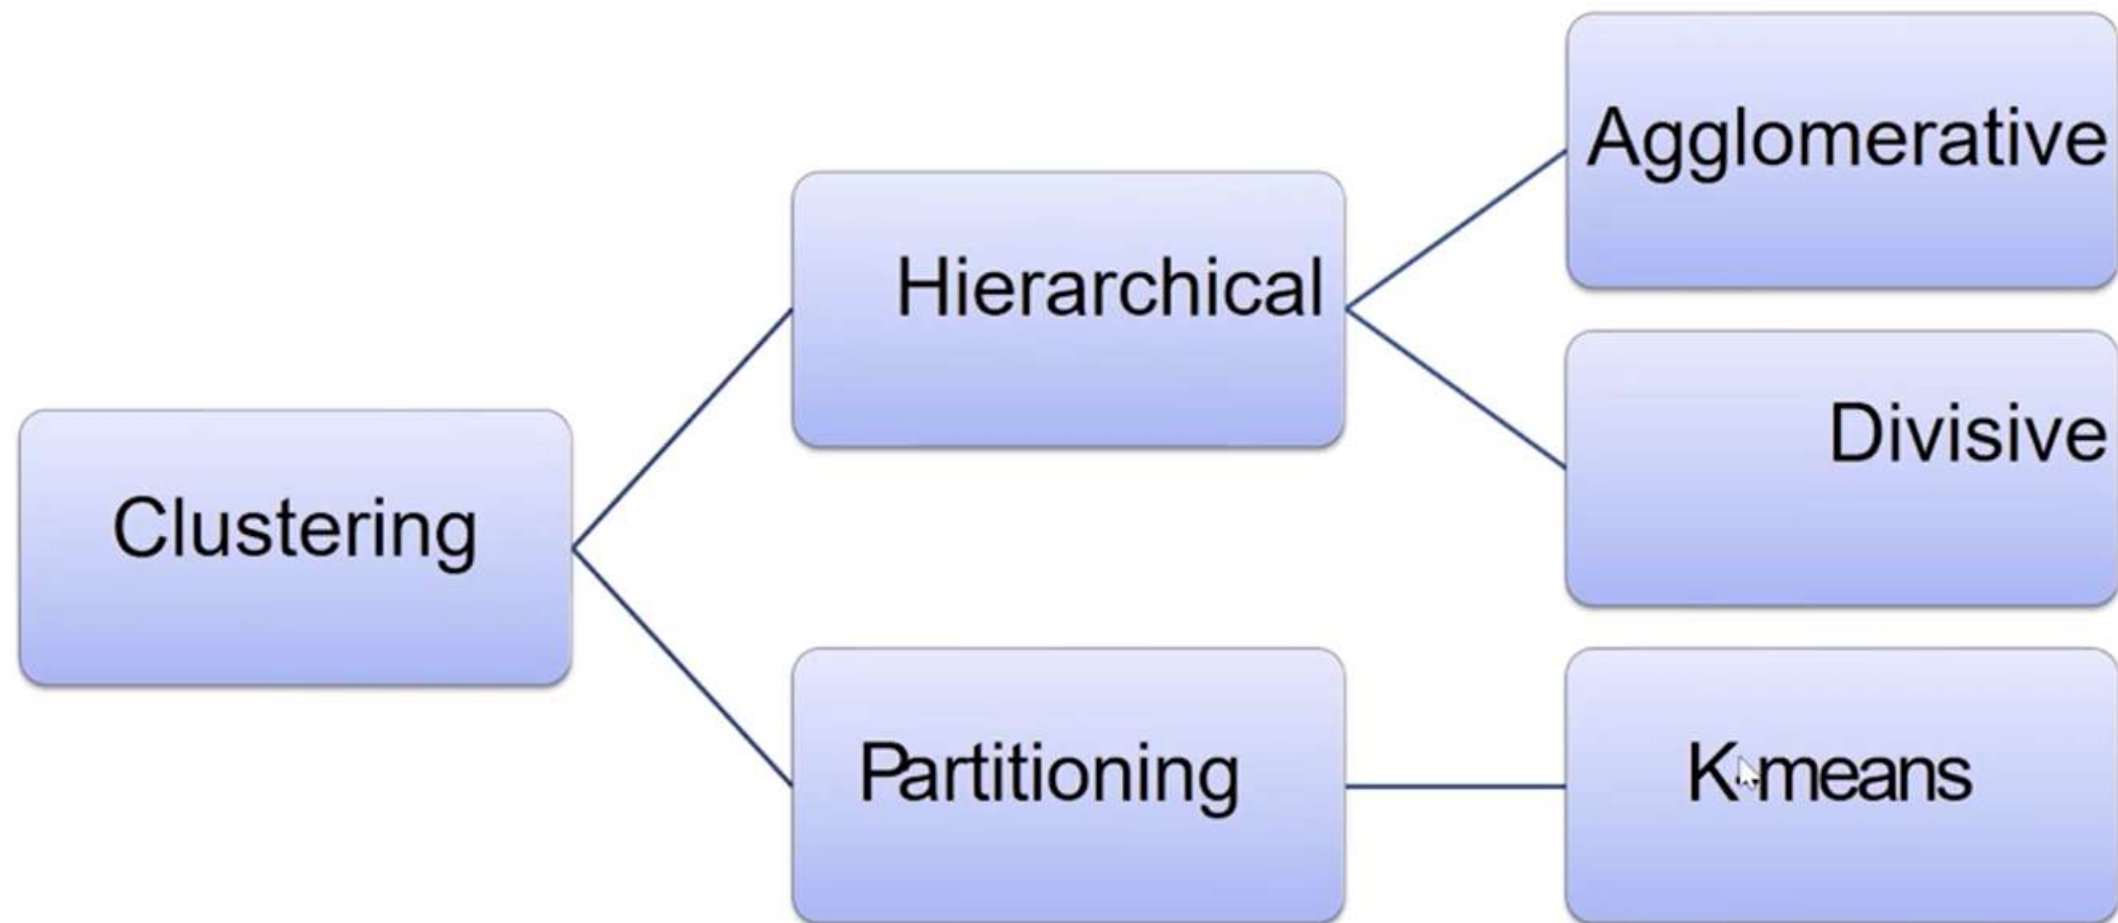 Clustering
Hierarchical
Agglomerative
Divisive
Partitioning
K-means